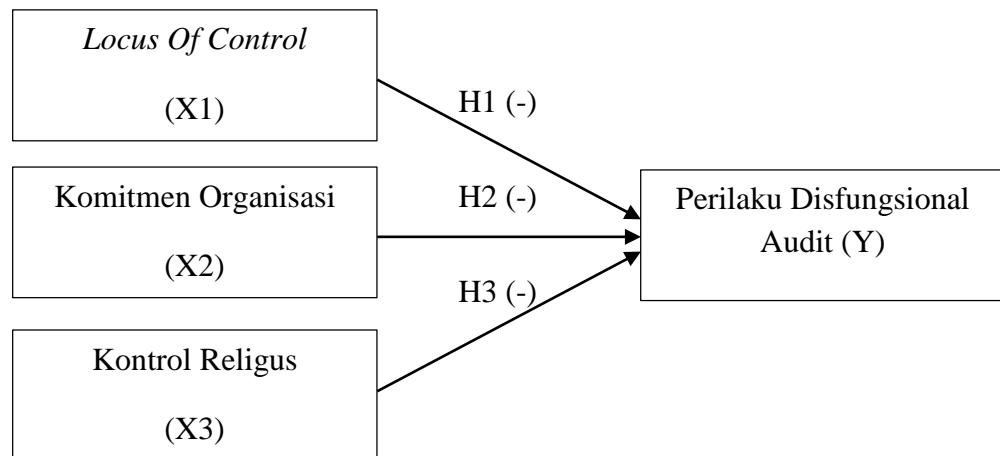 Locus Of Control
(X1)
H1 (-)
Komitmen Organisasi
(X2)
H2 (-)
Perilaku Disfungsional
Audit (Y)
H3 (-)
Kontrol Religus
(X3)